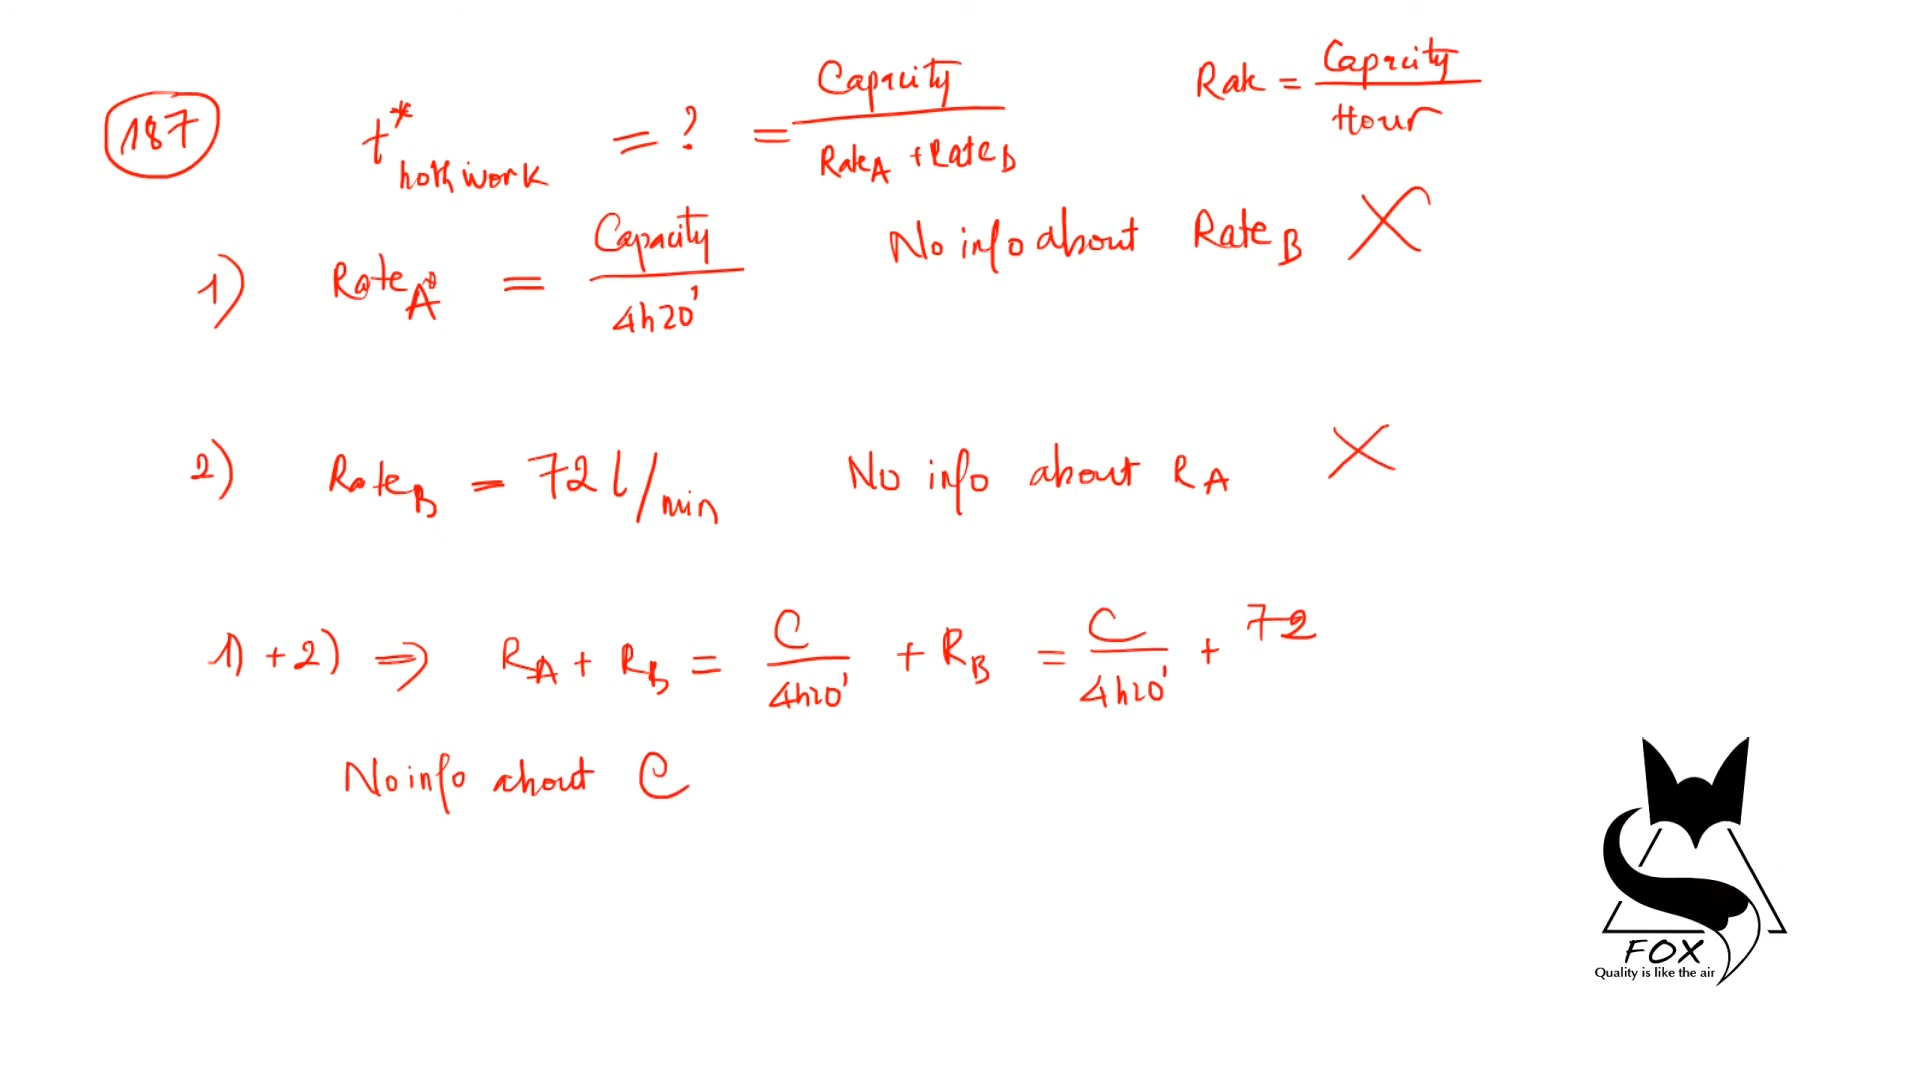 187 t* both work = ? = Capacity / RateA + RateB Rate = Capacity / Hour
1) RateA = Capacity / 4h20' No info about RateB X
2) RateB = 72 l/min No info about RA X
1) + 2) ⇒ RA + RB = C / 4h20' + RB = C / 4h20' + 72
No info about C
FOX
Quality is like the air